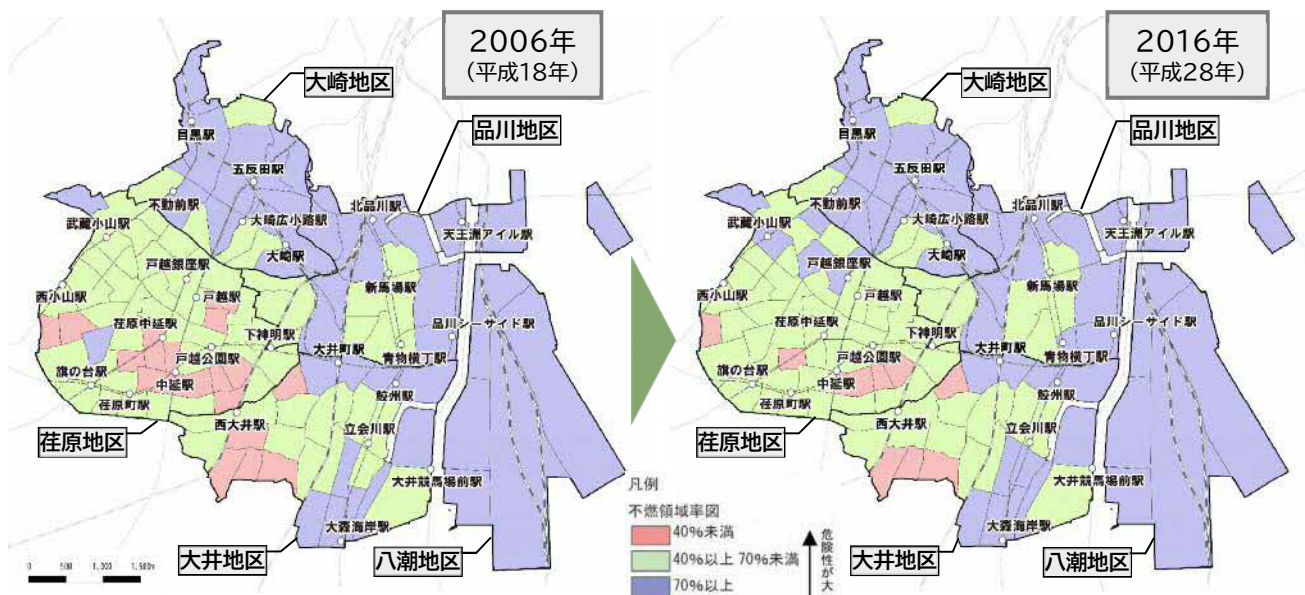 2006年
(平成18年)
大崎地区
品川地区
目黒駅
五反田駅
北品川駅
不動前駅
大崎広小路駅
天王洲アイル駅
武蔵小山駅
大崎駅
戸越銀座駅
新馬場駅
西小山駅
戸越駅
荏原中延駅
下神明駅
品川シーサイド駅
戸越公園駅
大井町駅
青物横丁駅
旗の台駅
中延駅
鮫州駅
荏原町駅
西大井駅
立会川駅
荏原地区
大井競馬場前駅
大森海岸駅
大井地区
八潮地区
0 500 1,000 1,500m
2016年
(平成28年)
大崎地区
品川地区
目黒駅
五反田駅
北品川駅
不動前駅
大崎広小路駅
天王洲アイル駅
武蔵小山駅
大崎駅
戸越銀座駅
新馬場駅
西小山駅
戸越駅
荏原中延駅
下神明駅
品川シーサイド駅
戸越公園駅
大井町駅
青物横丁駅
旗の台駅
中延駅
鮫州駅
荏原町駅
西大井駅
立会川駅
荏原地区
大井競馬場前駅
大森海岸駅
大井地区
八潮地区
凡例
不燃領域率図
40%未満
40%以上 70%未満
70%以上
危険性が大